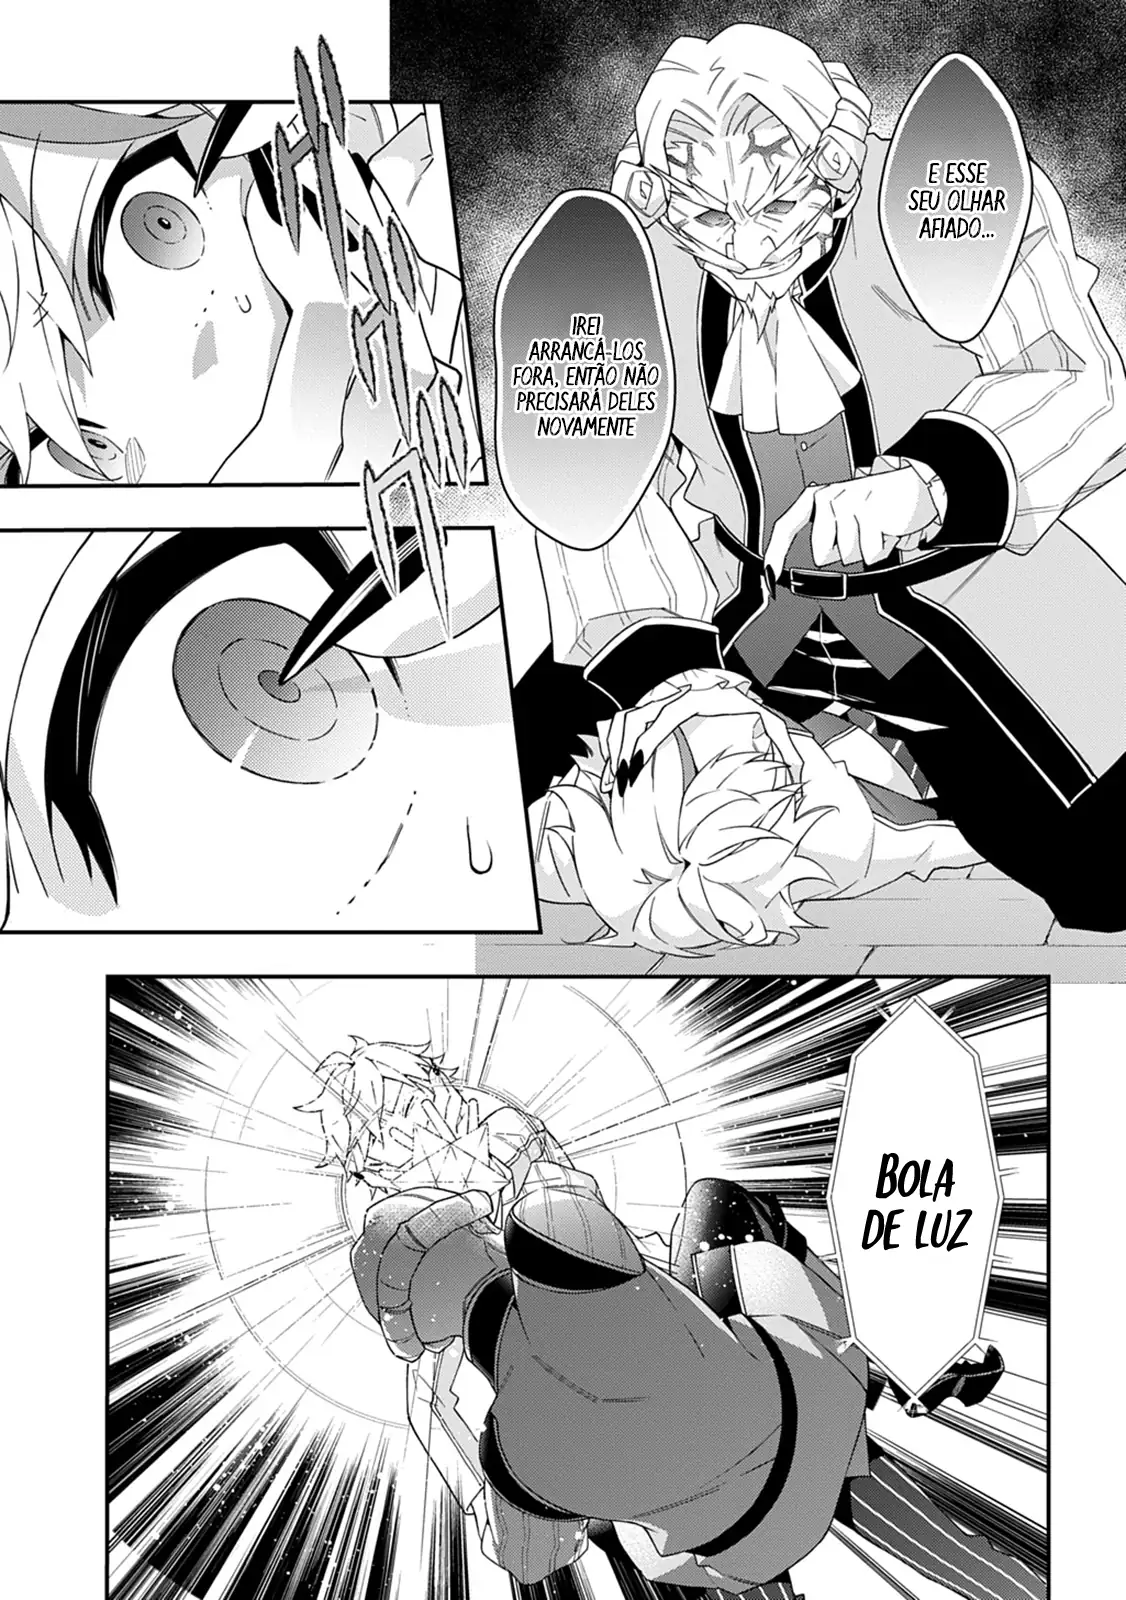 E ESSE
SEU OLHAR
AFIADO...
IREI
ARRANCÁ-LOS
FORA, ENTÃO NÃO
PRECISARÁ DELES
NOVAMENTE
BOLA
DE LUZ